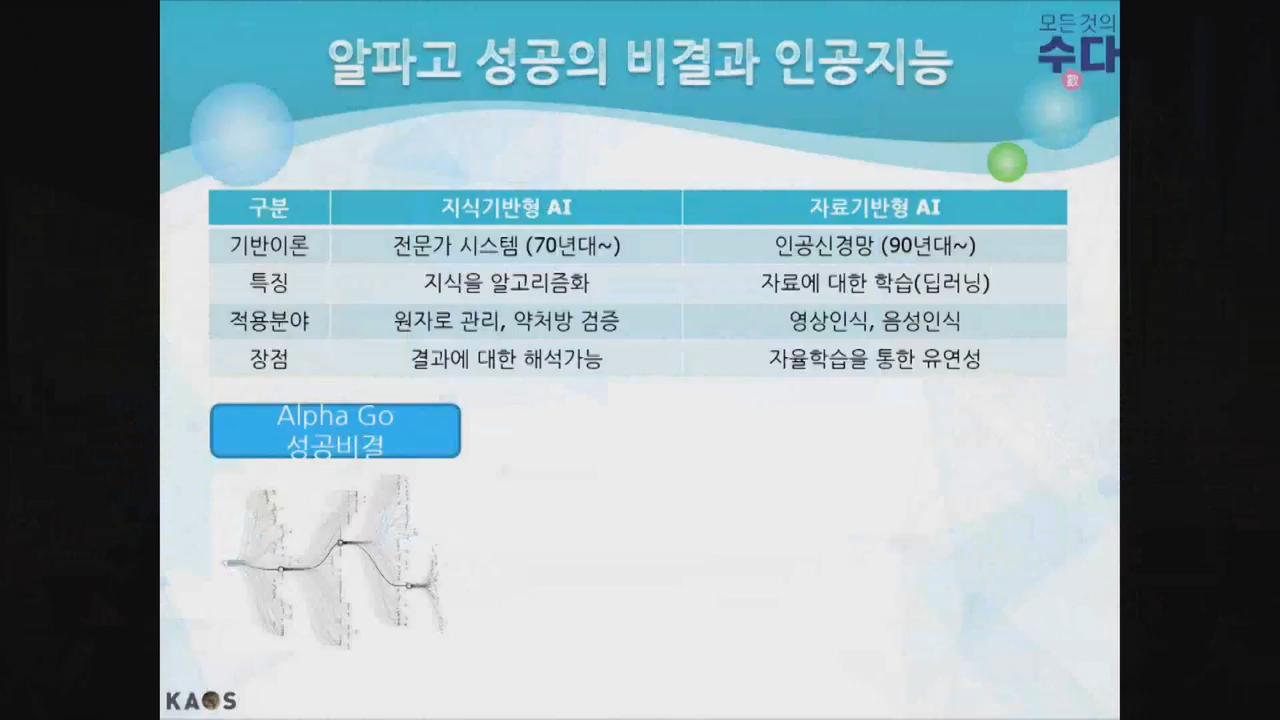 모든 것의
수다
數
알파고 성공의 비결과 인공지능
구분 지식기반형 AI 자료기반형 AI
기반이론 전문가 시스템 (70년대~) 인공신경망 (90년대~)
특징 지식을 알고리즘화 자료에 대한 학습(딥러닝)
적용분야 원자로 관리, 약처방 검증 영상인식, 음성인식
장점 결과에 대한 해석가능 자율학습을 통한 유연성
Alpha Go
성공비결
KAOS